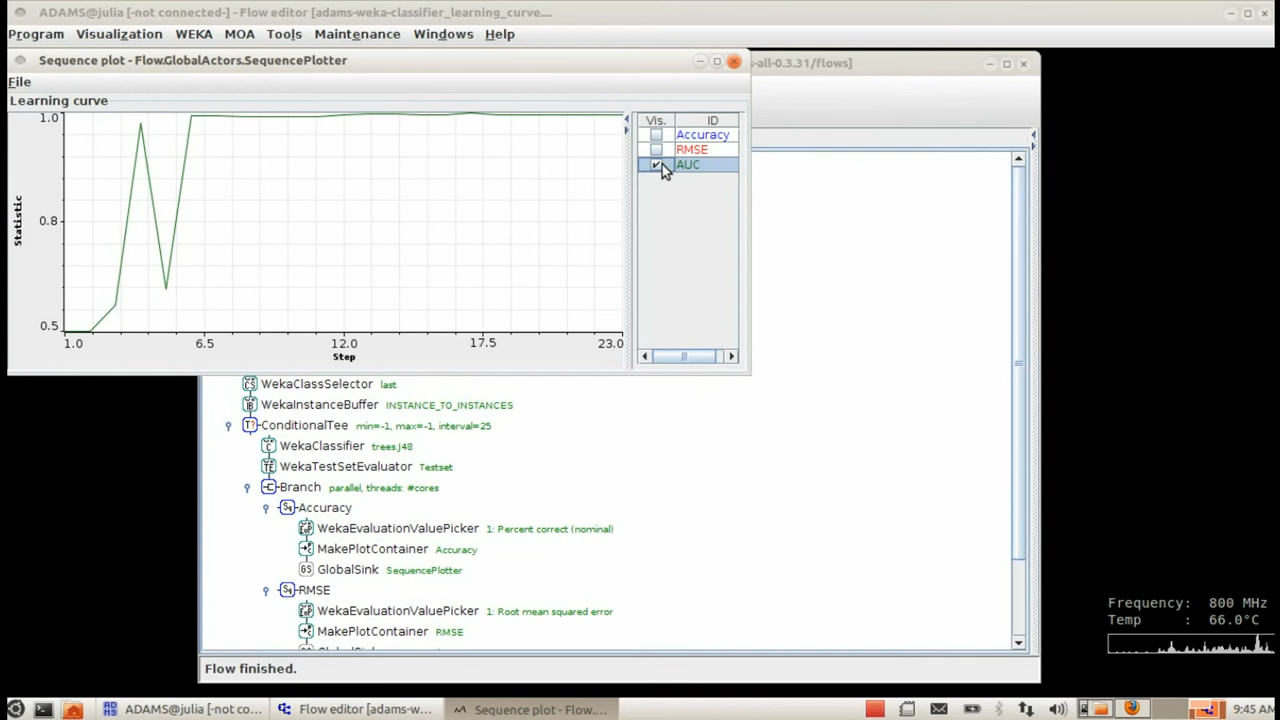 ADAMS@julia [-not connected-] - Flow editor [adams-weka-classifier_learning_curve....
Program Visualization WEKA MOA Tools Maintenance Windows Help
Sequence plot - Flow.GlobalActors.SequencePlotter
s-all-0.3.31/flows]
File
Learning curve
1.0
0.8
0.5
Statistic
1.0 6.5 12.0 17.5 23.0
Step
Vis. ID
Accuracy
RMSE
AUC
WekaClassSelector last
WekaInstanceBuffer INSTANCE_TO_INSTANCES
ConditionalTee min=-1, max=-1, interval=25
WekaClassifier trees.J48
WekaTestSetEvaluator Testset
Branch parallel, threads: #cores
Accuracy
WekaEvaluationValuePicker 1: Percent correct (nominal)
MakePlotContainer Accuracy
GlobalSink SequencePlotter
RMSE
WekaEvaluationValuePicker 1: Root mean squared error
MakePlotContainer RMSE
Flow finished.
Frequency: 800 MHz
Temp : 66.0°C
ADAMS@julia [-not co... Flow editor [adams-w... Sequence plot - Flow.... 9:45 AM